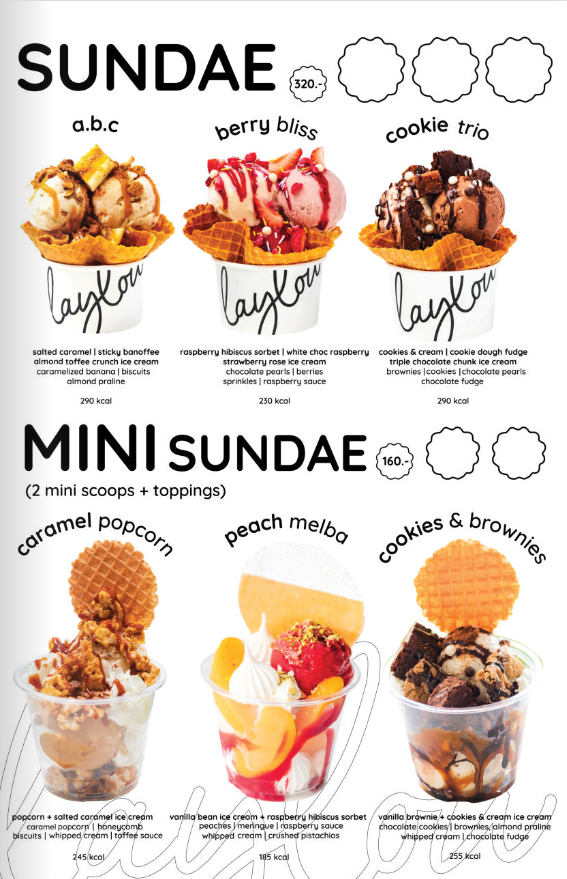 SUNDAE 320.-
a.b.c
berry bliss
cookie trio
laylow
laylow
laylow
salted caramel | sticky banoffee
almond toffee crunch ice cream
caramelized banana | biscuits
almond praline
290 kcal
raspberry hibiscus sorbet | white choc raspberry
strawberry rose ice cream
chocolate pearls | berries
sprinkles | raspberry sauce
230 kcal
cookies & cream | cookie dough fudge
triple chocolate chunk ice cream
brownies | cookies | chocolate pearls
chocolate fudge
290 kcal
MINI SUNDAE 160.-
(2 mini scoops + toppings)
caramel popcorn
peach melba
cookies & brownies
popcorn + salted caramel ice cream
caramel popcorn | honeycomb
biscuits | whipped cream | toffee sauce
245 kcal
vanilla bean ice cream + raspberry hibiscus sorbet
peaches | meringue | raspberry sauce
whipped cream | crushed pistachios
185 kcal
vanilla brownie + cookies & cream ice cream
chocolate cookies | brownies, almond praline
whipped cream | chocolate fudge
255 kcal
laylow